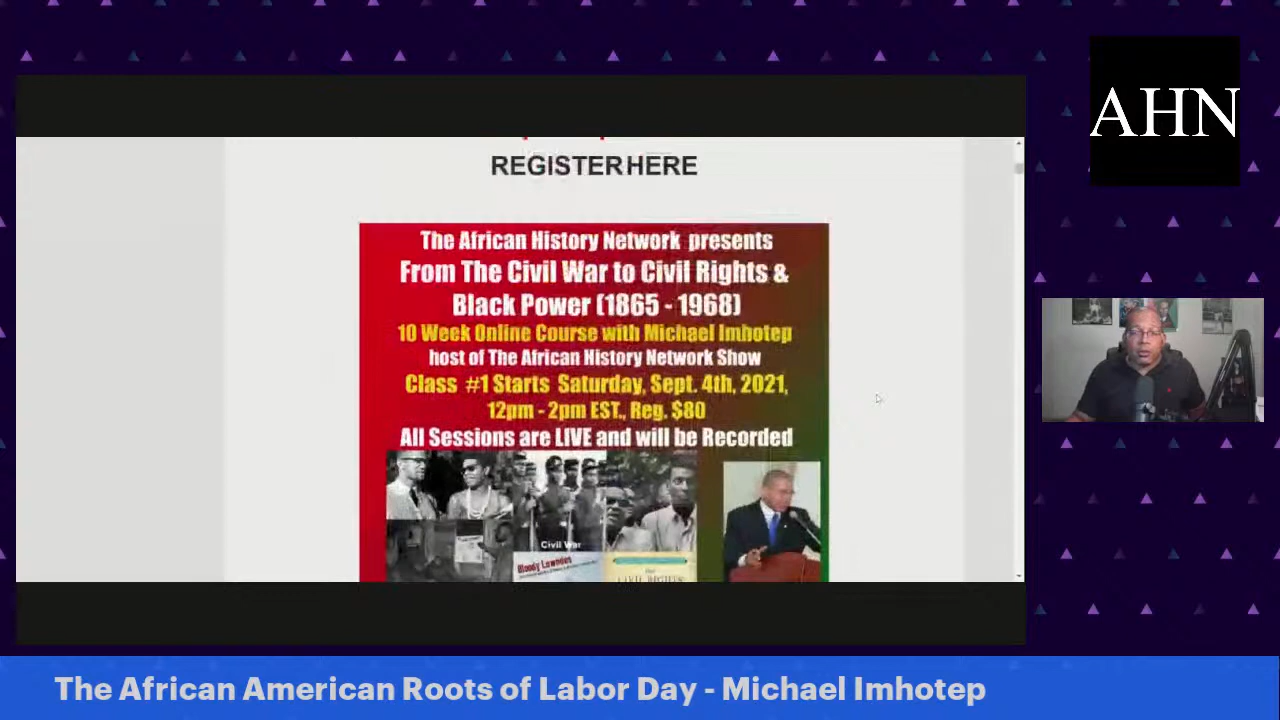 AHN
REGISTER HERE
The African History Network presents
From The Civil War to Civil Rights &
Black Power (1865 - 1968)
10 Week Online Course with Michael Imhotep
host of The African History Network Show
Class #1 Starts Saturday, Sept. 4th, 2021,
12pm - 2pm EST., Reg. $80
All Sessions are LIVE and will be Recorded
Civil War
Bloody Lowndes
The African American Roots of Labor Day - Michael Imhotep